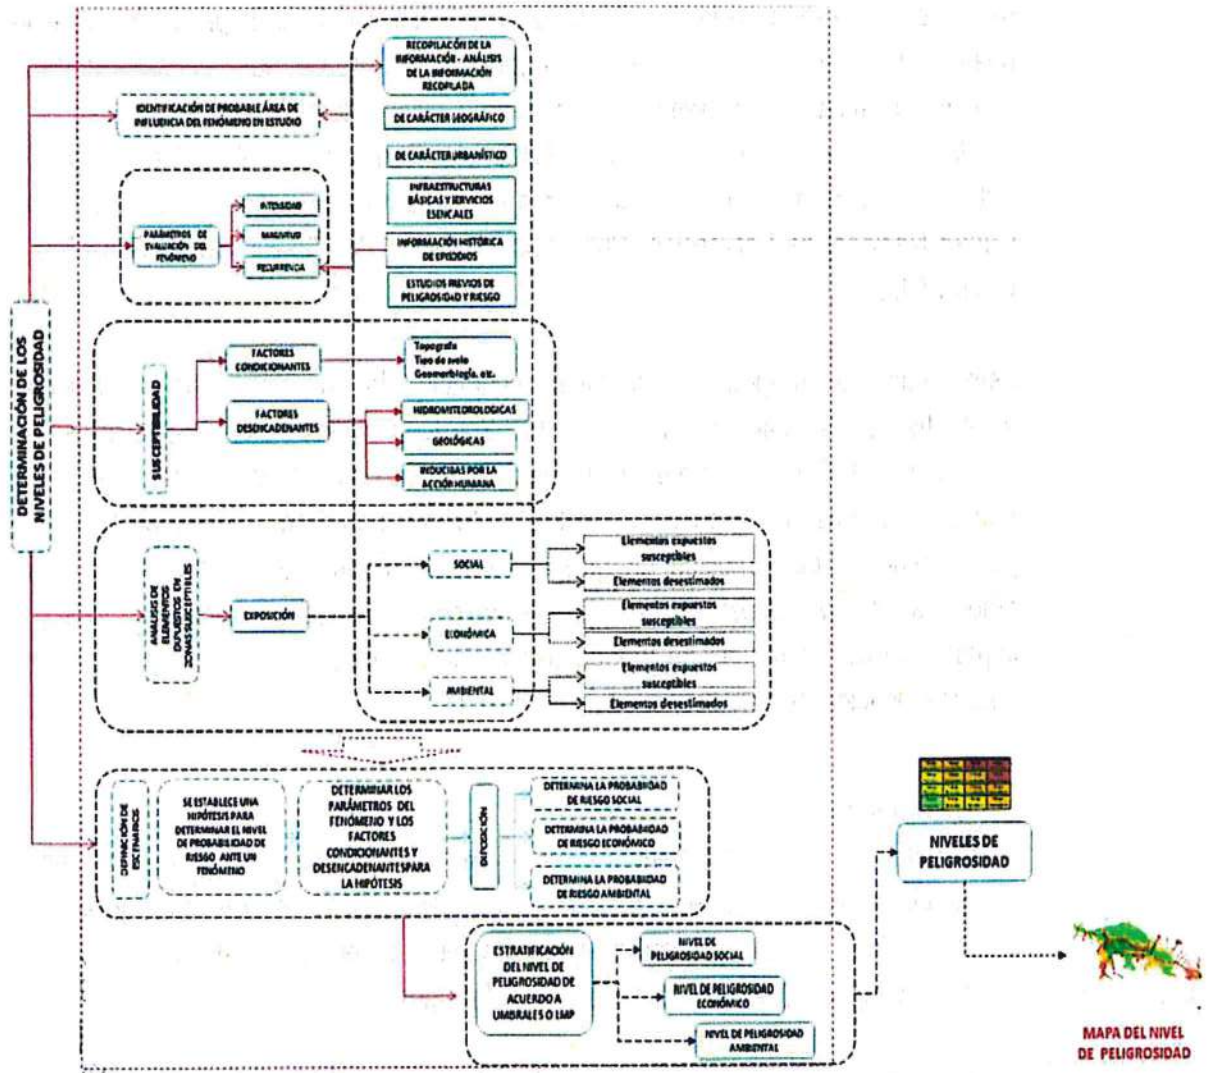 RECOPILACIÓN DE LA
INFORMACIÓN - ANÁLISIS
DE LA INFORMACIÓN
RECOPILADA
IDENTIFICACIÓN DE PROBABLE ÁREA DE
INFLUENCIA DEL FENÓMENO EN ESTUDIO
DE CARÁCTER GEOGRÁFICO
DE CARÁCTER URBANÍSTICO
INFRAESTRUCTURAS
BÁSICAS Y SERVICIOS
ESENCALES
INFORMACIÓN HISTÓRICA
DE EPISODIOS
ESTUDIOS PREVIOS DE
PELIGROSIDAD Y RIESGO
PARÁMETROS DE
EVALUACIÓN DEL
FENÓMENO
INTENSIDAD
MAGNITUD
RECURRENCIA
DETERMINACIÓN DE LOS
NIVELES DE PELIGROSIDAD
SUSCEPTIBILIDAD
FACTORES
CONDICIONANTES
Topografa
Tipo de suelo
Geomorfología, etc.
FACTORES
DESENCADENANTES
HIDROMETEOROLOGICAS
GEOLÓGICAS
INDUCIDAS POR LA
ACCIÓN HUMANA
ANÁLISIS DE
ELEMENTOS
EXPUESTOS EN
ZONAS SUSCEPTIBLES
EXPOSICIÓN
SOCIAL
Elementos expuestos
susceptibles
Elementos desestimados
ECONÓMICA
Elementos expuestos
susceptibles
Elementos desestimados
AMBIENTAL
Elementos expuestos
susceptibles
Elementos desestimados
DEFINICIÓN DE
ESCENARIOS
SE ESTABLECE UNA
HIPÓTESIS PARA
DETERMINAR EL NIVEL
DE PROBABILIDAD DE
RIESGO ANTE UN
FENÓMENO
DETERMINAR LOS
PARÁMETROS DEL
FENÓMENO Y LOS
FACTORES
CONDICIONANTES Y
DESENCADENANTES PARA
LA HIPÓTESIS
EXPOSICIÓN
DETERMINA LA PROBABILIDAD
DE RIESGO SOCIAL
DETERMINA LA PROBABIDAD
DE RIESGO ECONÓMICO
DETERMINA LA PROBABILIDAD
DE RIESGO AMBIENTAL
ESTRATIFICACIÓN
DEL NIVEL DE
PELIGROSIDAD DE
ACUERDO A
UMBRALES O LMP
NIVEL DE
PELIGROSIDAD SOCIAL
NIVEL DE PELIGROSIDAD
ECONÓMICO
NIVEL DE PELIGROSIDAD
AMBIENTAL
NIVELES DE
PELIGROSIDAD
MAPA DEL NIVEL
DE PELIGROSIDAD